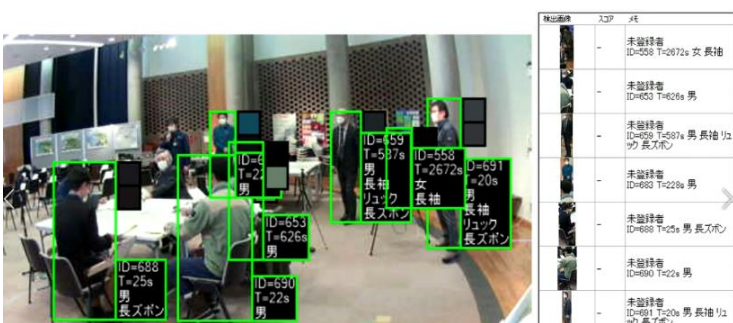 検出画像 スコア メモ
- 未登録者
ID=558 T=2672s 女 長袖
- 未登録者
ID=653 T=626s 男
- 未登録者
ID=659 T=587s 男 長袖 リュ
ック 長ズボン
- 未登録者
ID=683 T=228s 男
- 未登録者
ID=688 T=25s 男 長ズボン
- 未登録者
ID=690 T=22s 男
- 未登録者
ID=691 T=20s 男 長袖 リュ
ック 長ズボン
ID=6
T=22
男
ID=659
T=587s
男
長袖
リュック
長ズボン
ID=558
T=2672s
女
長袖
ID=691
T=20s
男
長袖
リュック
長ズボン
ID=653
T=626s
男
ID=688
T=25s
男
長ズボン
ID=690
T=22s
男